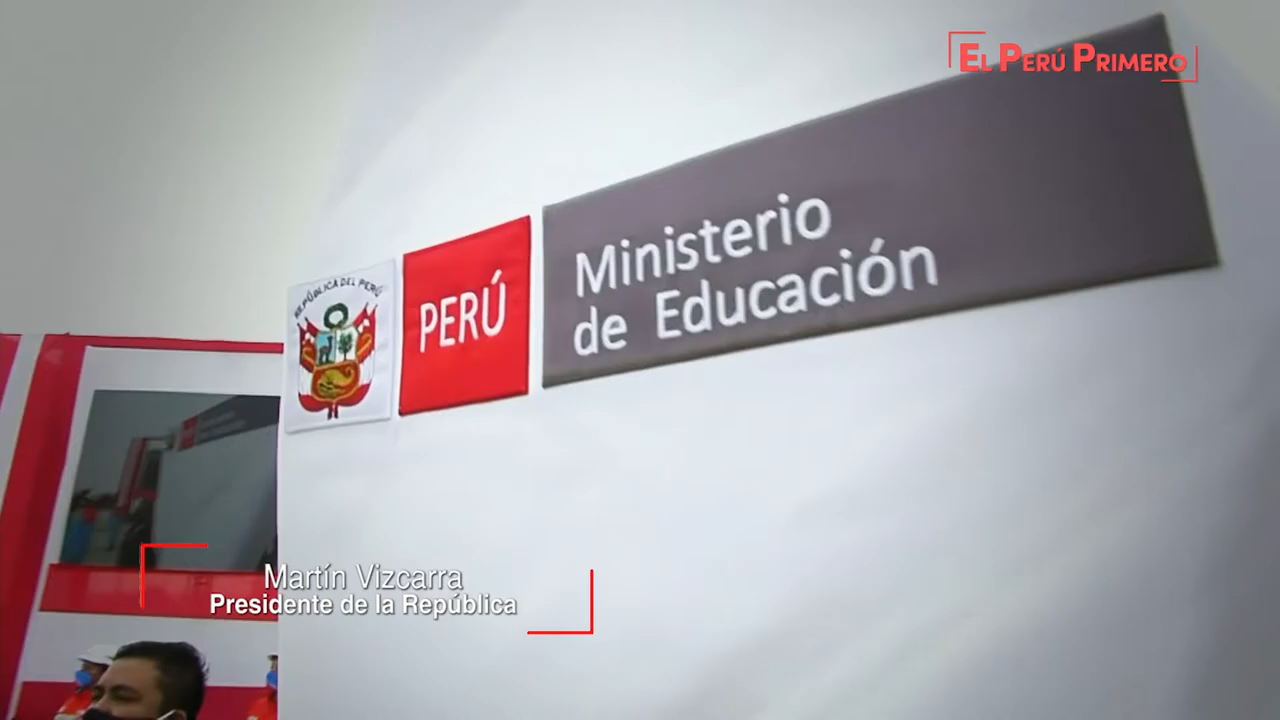 EL PERÚ PRIMERO
REPÚBLICA DEL PERÚ
PERÚ
Ministerio
de Educación
Martín Vizcarra
Presidente de la República